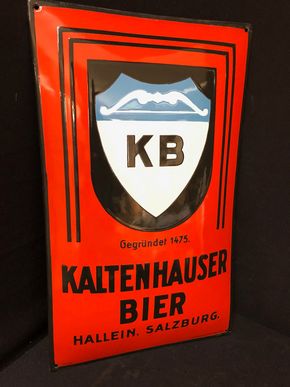 KB
Gegründet 1475.
KALTENHAUSER
BIER
HALLEIN. SALZBURG.